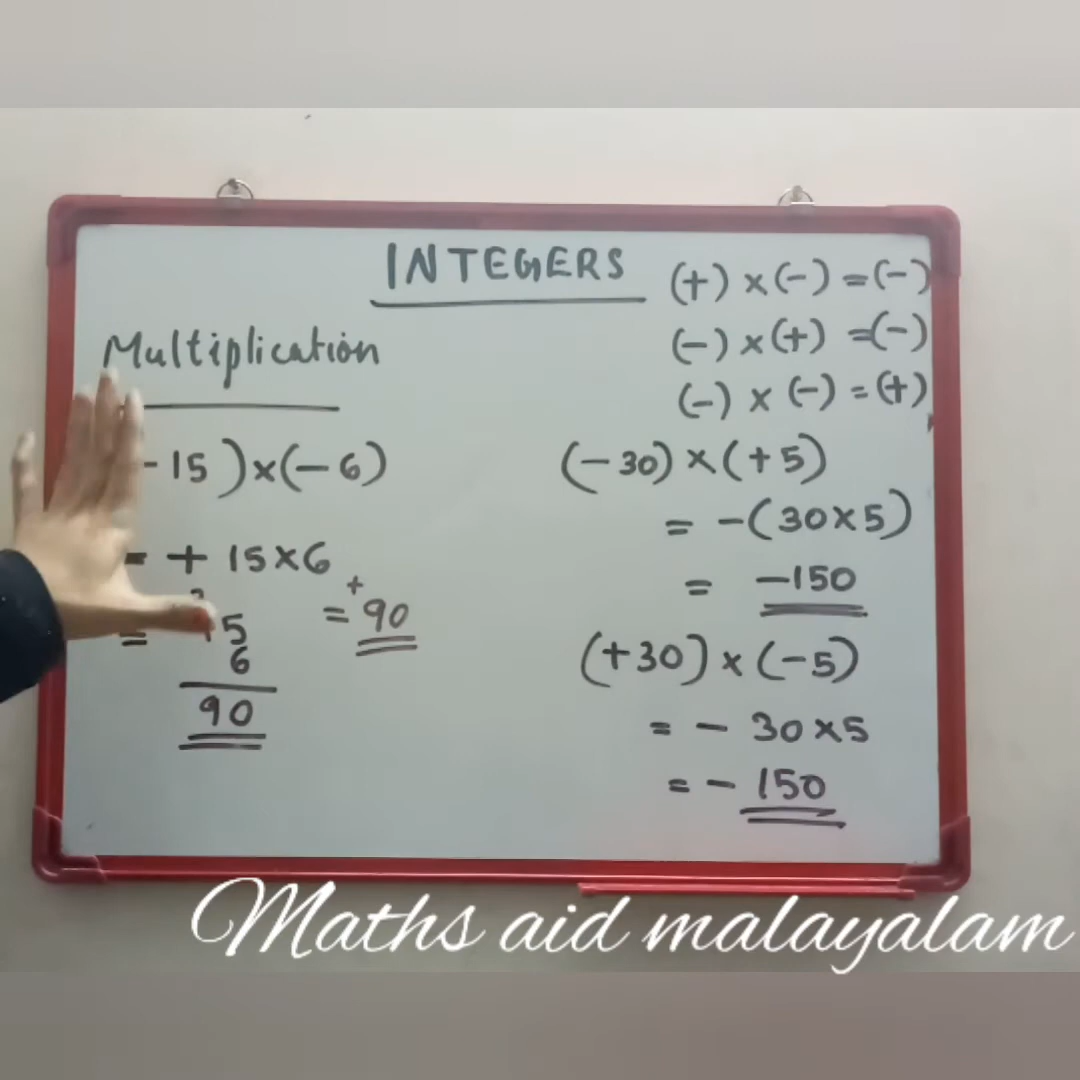 INTEGERS
(+) × (-) = (-)
(-) × (+) = (-)
(-) × (-) = (+)
Multiplication
-15) × (-6)
= + 15 × 6
= +90
=
15
6
90
(-30) × (+5)
= -(30×5)
= -150
(+30) × (-5)
= - 30 × 5
= - 150
Maths aid malayalam